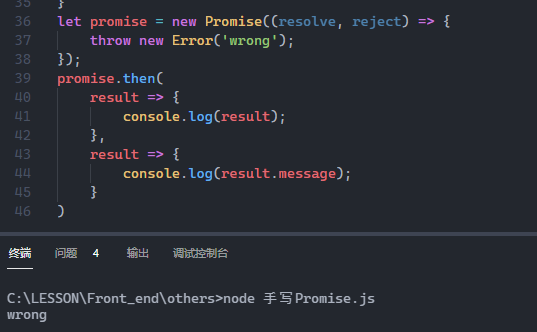 35 }
36 let promise = new Promise((resolve, reject) => {
37     throw new Error('wrong');
38 });
39 promise.then(
40     result => {
41         console.log(result);
42     },
43     result => {
44         console.log(result.message);
45     }
46 )
终端 问题 4 输出 调试控制台
C:\LESSON\Front_end\others>node 手写Promise.js
wrong